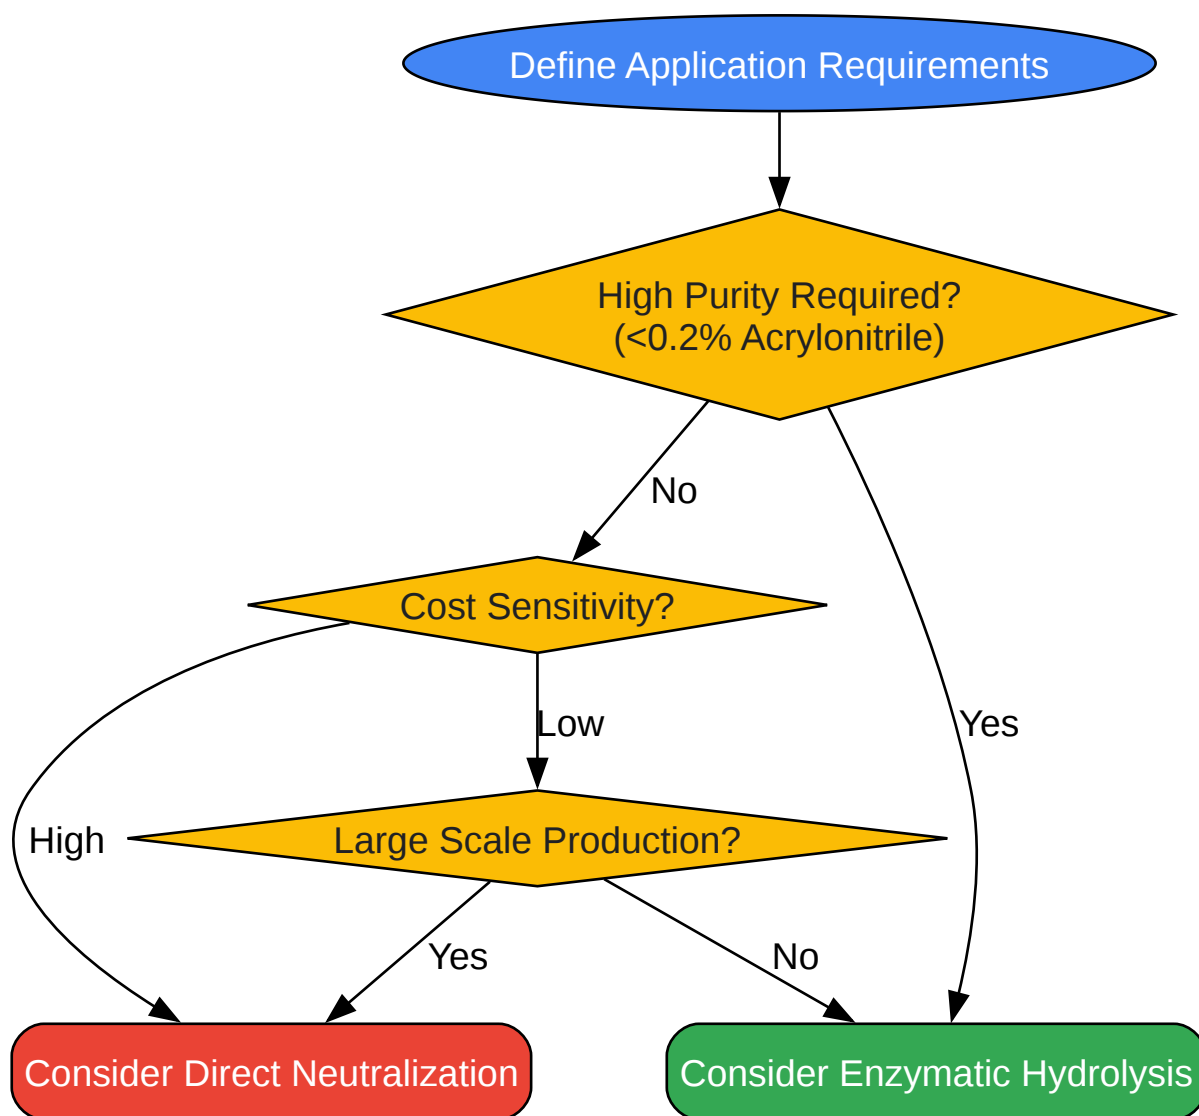 Define Application Requirements
High Purity Required?
(<0.2% Acrylonitrile)
No
Cost Sensitivity?
Low
Yes
High
Large Scale Production?
Yes
No
Consider Direct Neutralization
Consider Enzymatic Hydrolysis